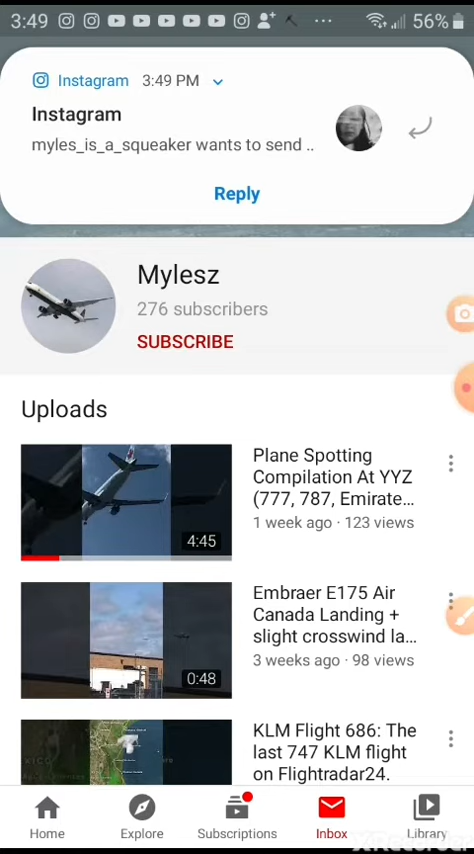 3:49 ... 56%
Instagram 3:49 PM
Instagram
myles_is_a_squeaker wants to send ..
Reply
Mylesz
276 subscribers
SUBSCRIBE
Uploads
Plane Spotting
Compilation At YYZ
(777, 787, Emirate...
1 week ago · 123 views
4:45
Embraer E175 Air
Canada Landing +
slight crosswind la...
3 weeks ago · 98 views
0:48
KLM Flight 686: The
last 747 KLM flight
on Flightradar24.
Home Explore Subscriptions Inbox Library
XRecorder